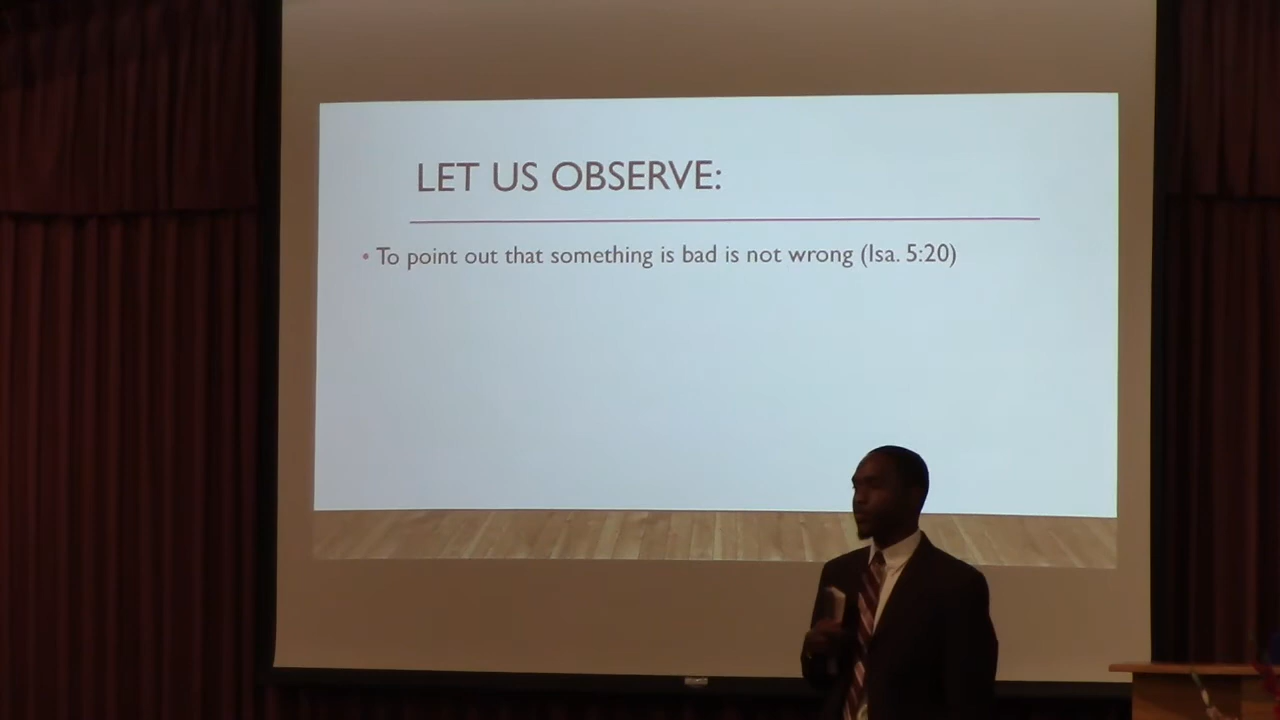 LET US OBSERVE:
• To point out that something is bad is not wrong (Isa. 5:20)